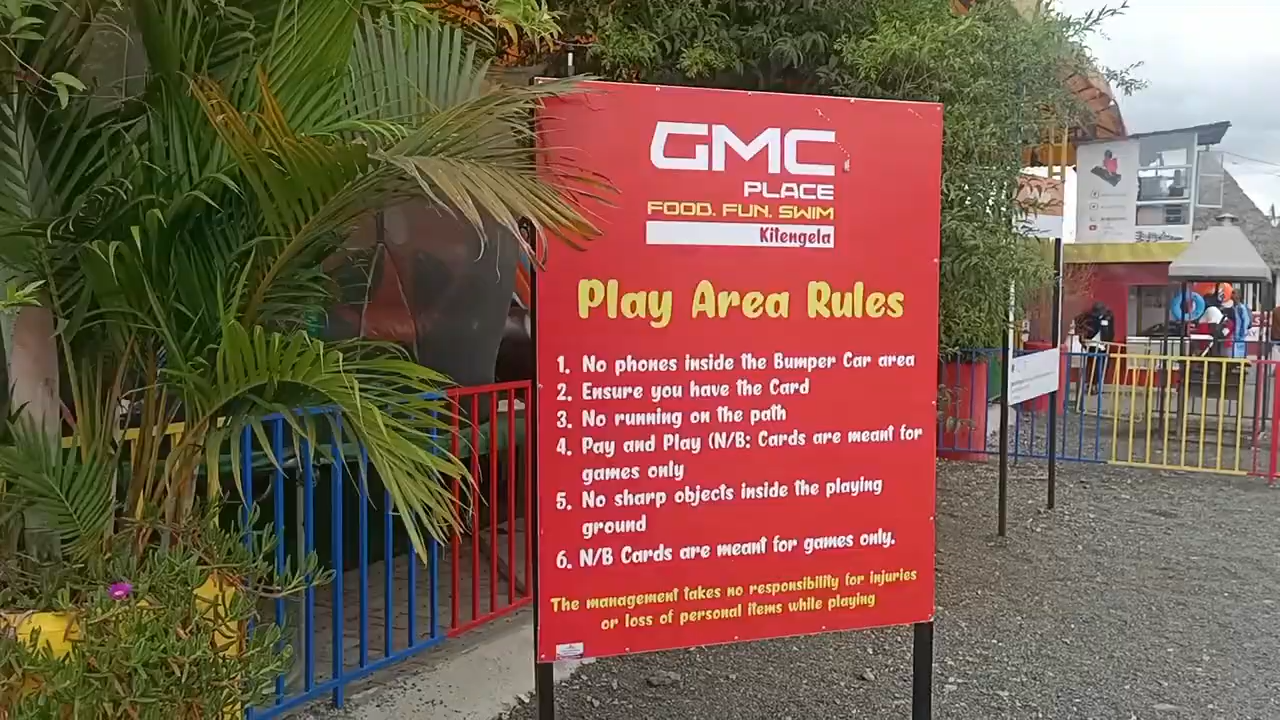 GMC
PLACE
FOOD. FUN. SWIM
Kitengela
Play Area Rules
1. No phones inside the Bumper Car area
2. Ensure you have the Card
3. No running on the path
4. Pay and Play (N/B: Cards are meant for
games only
5. No sharp objects inside the playing
ground
6. N/B Cards are meant for games only.
The management takes no responsibility for injuries
or loss of personal items while playing